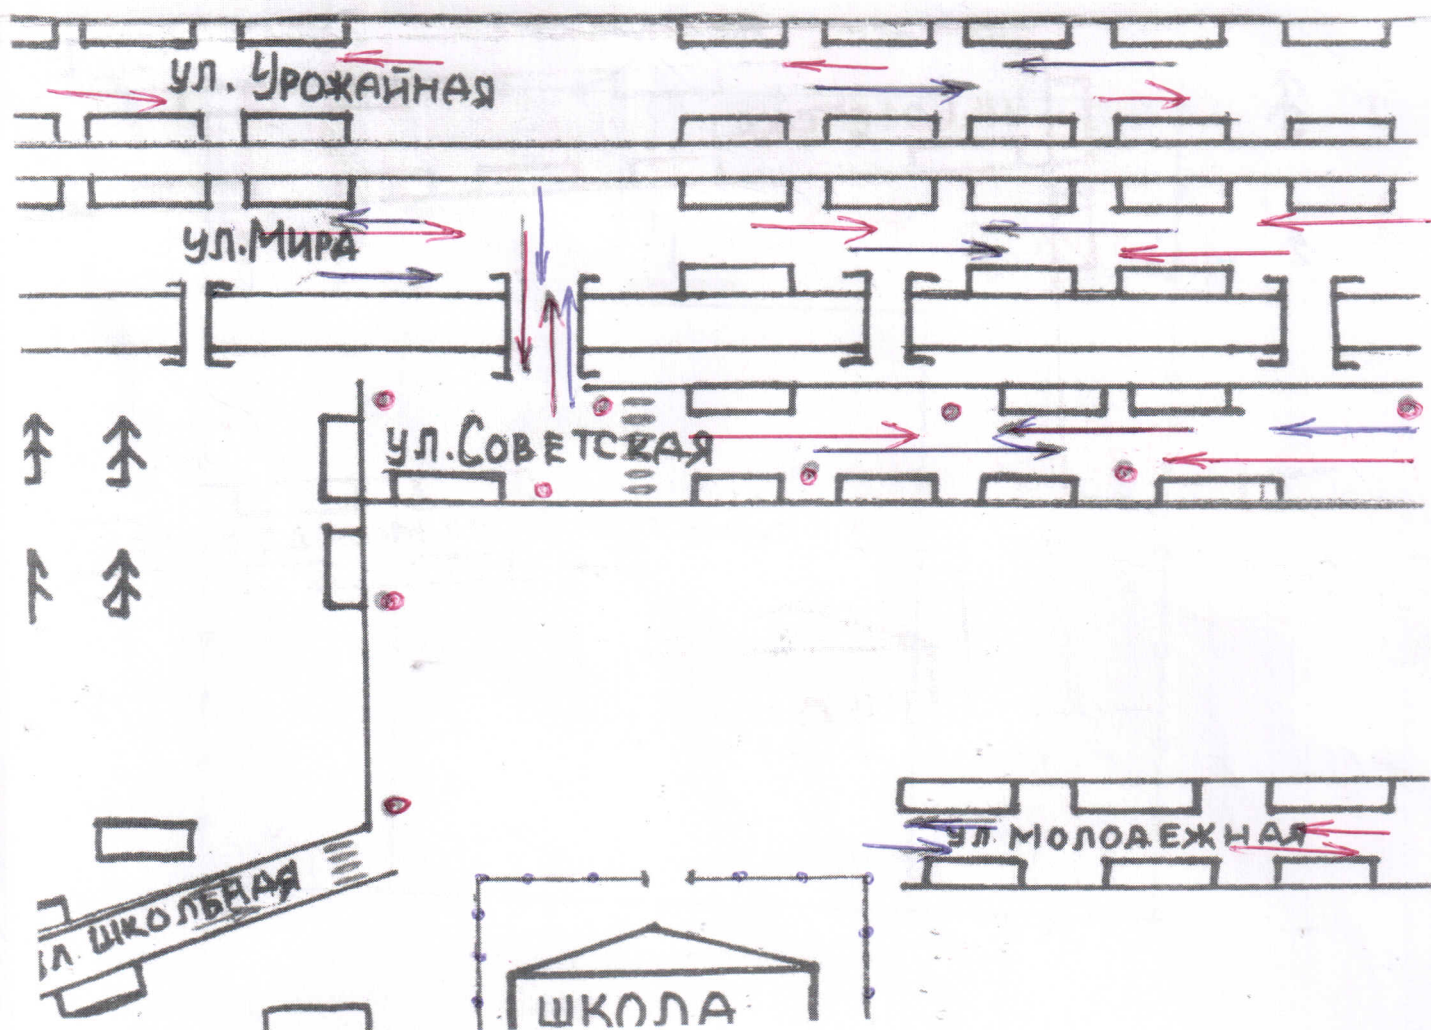 ул. Урожайная
ул. Мира
ул. Советская
ул. Молодежная
ул. Школьная
ШКОЛА